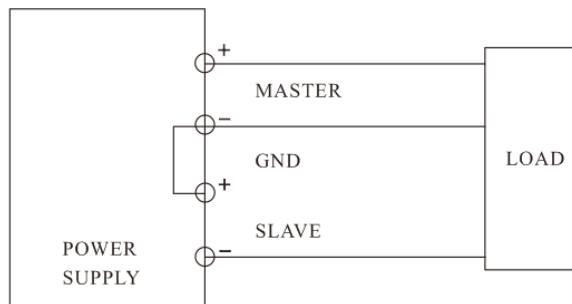 +
MASTER
−
GND
LOAD
+
SLAVE
−
POWER
SUPPLY